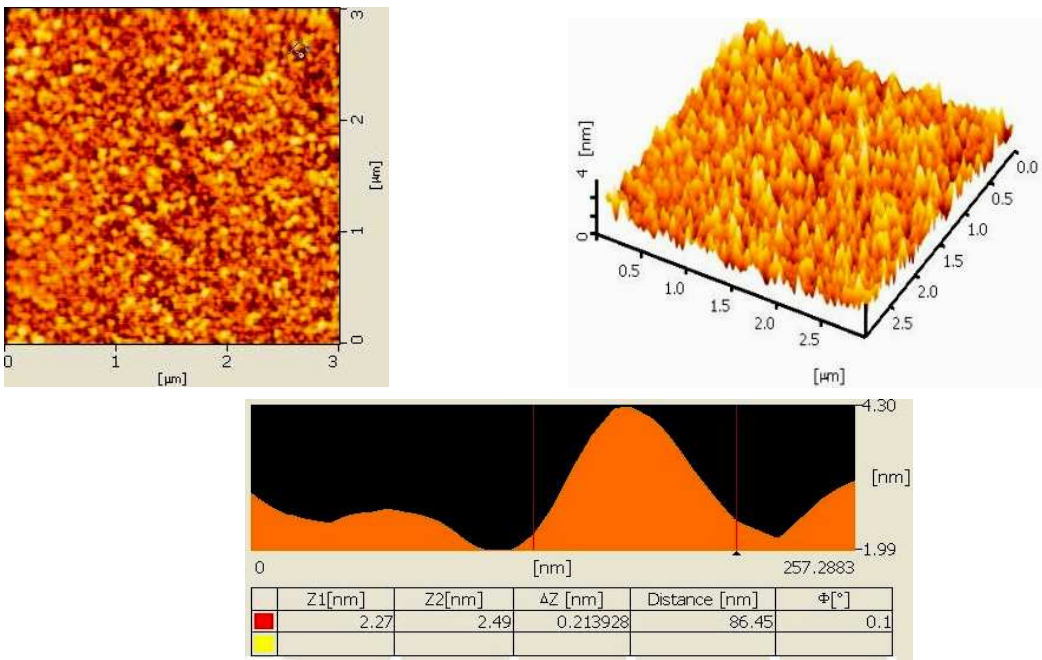 3
2
[µm]
1
0
0 1 2 3
[µm]
[nm]
4
0
0.0
0.5
1.0
1.5
2.0
2.5
0.5
1.0
1.5
2.0
2.5
[µm]
4.30
[nm]
1.99
0 [nm] 257.2883
Z1[nm] Z2[nm] ΔZ [nm] Distance [nm] Φ[°]
2.27 2.49 0.213928 86.45 0.1